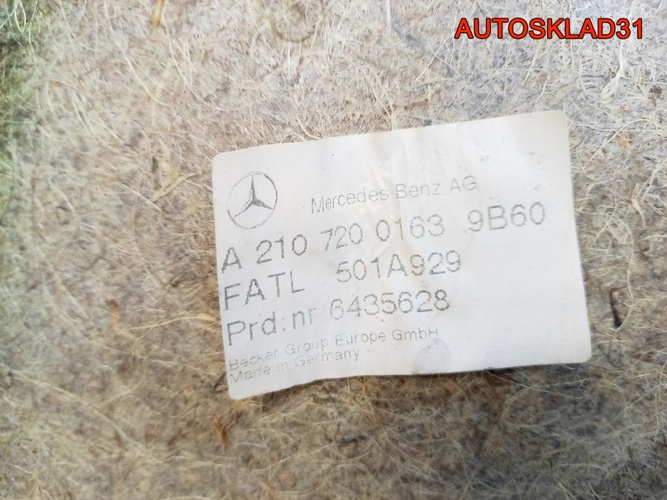 AUTOSKLAD31
Mercedes Benz AG
A 210 720 0163 9B60
FATL 501A929
Prd:nr 6435628
Becker Group Europe GmbH
Made in Germany